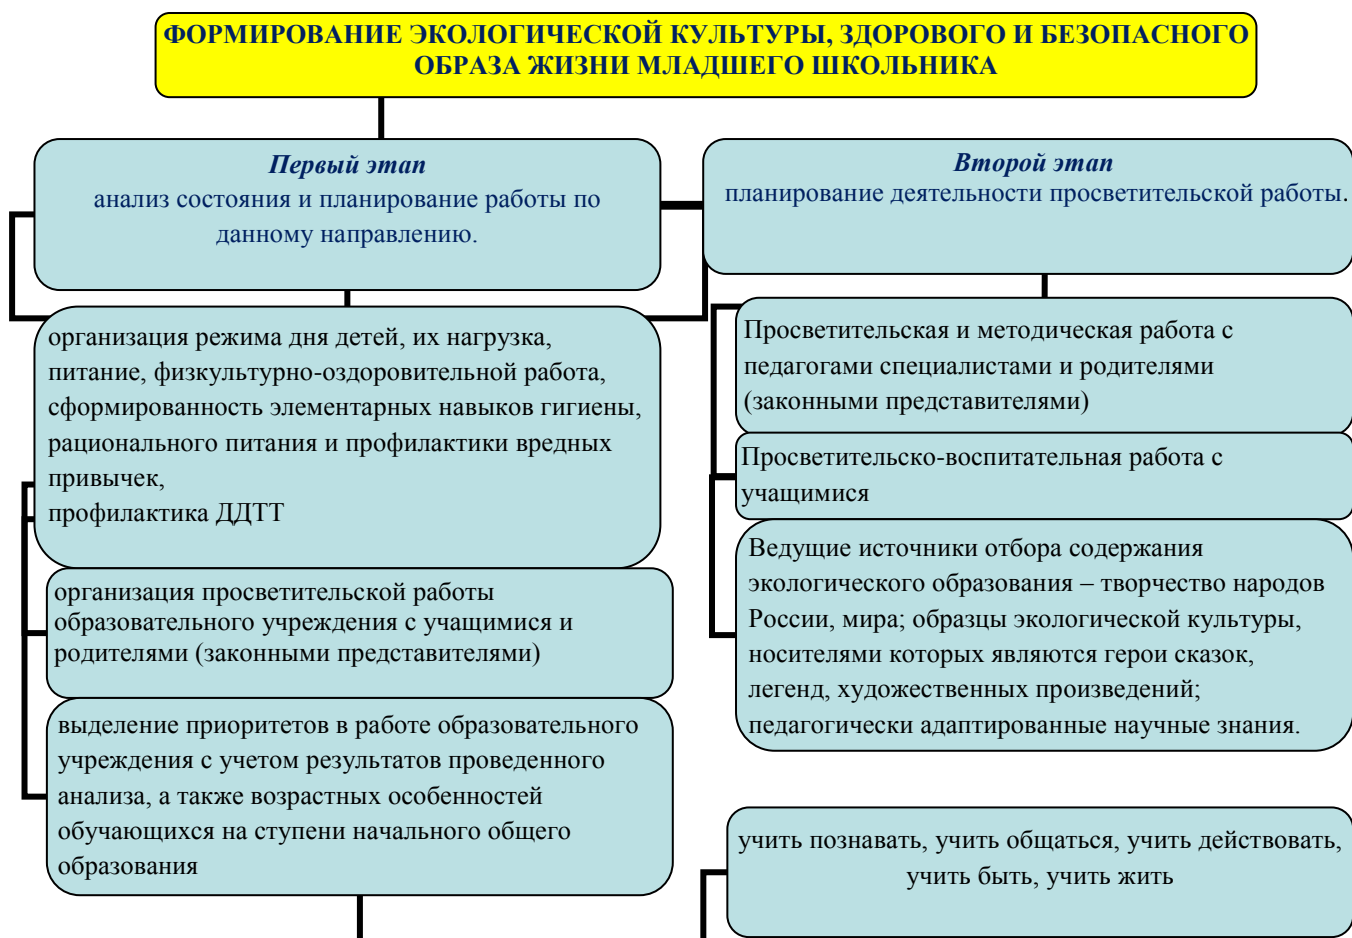 ФОРМИРОВАНИЕ ЭКОЛОГИЧЕСКОЙ КУЛЬТУРЫ, ЗДОРОВОГО И БЕЗОПАСНОГО
ОБРАЗА ЖИЗНИ МЛАДШЕГО ШКОЛЬНИКА
Первый этап
анализ состояния и планирование работы по
данному направлению.
организация режима дня детей, их нагрузка,
питание, физкультурно-оздоровительной работа,
сформированность элементарных навыков гигиены,
рационального питания и профилактики вредных
привычек,
профилактика ДДТТ
организация просветительской работы
образовательного учреждения с учащимися и
родителями (законными представителями)
выделение приоритетов в работе образовательного
учреждения с учетом результатов проведенного
анализа, а также возрастных особенностей
обучающихся на ступени начального общего
образования
Второй этап
планирование деятельности просветительской работы.
Просветительская и методическая работа с
педагогами специалистами и родителями
(законными представителями)
Просветительско-воспитательная работа с
учащимися
Ведущие источники отбора содержания
экологического образования – творчество народов
России, мира; образцы экологической культуры,
носителями которых являются герои сказок,
легенд, художественных произведений;
педагогически адаптированные научные знания.
учить познавать, учить общаться, учить действовать,
учить быть, учить жить